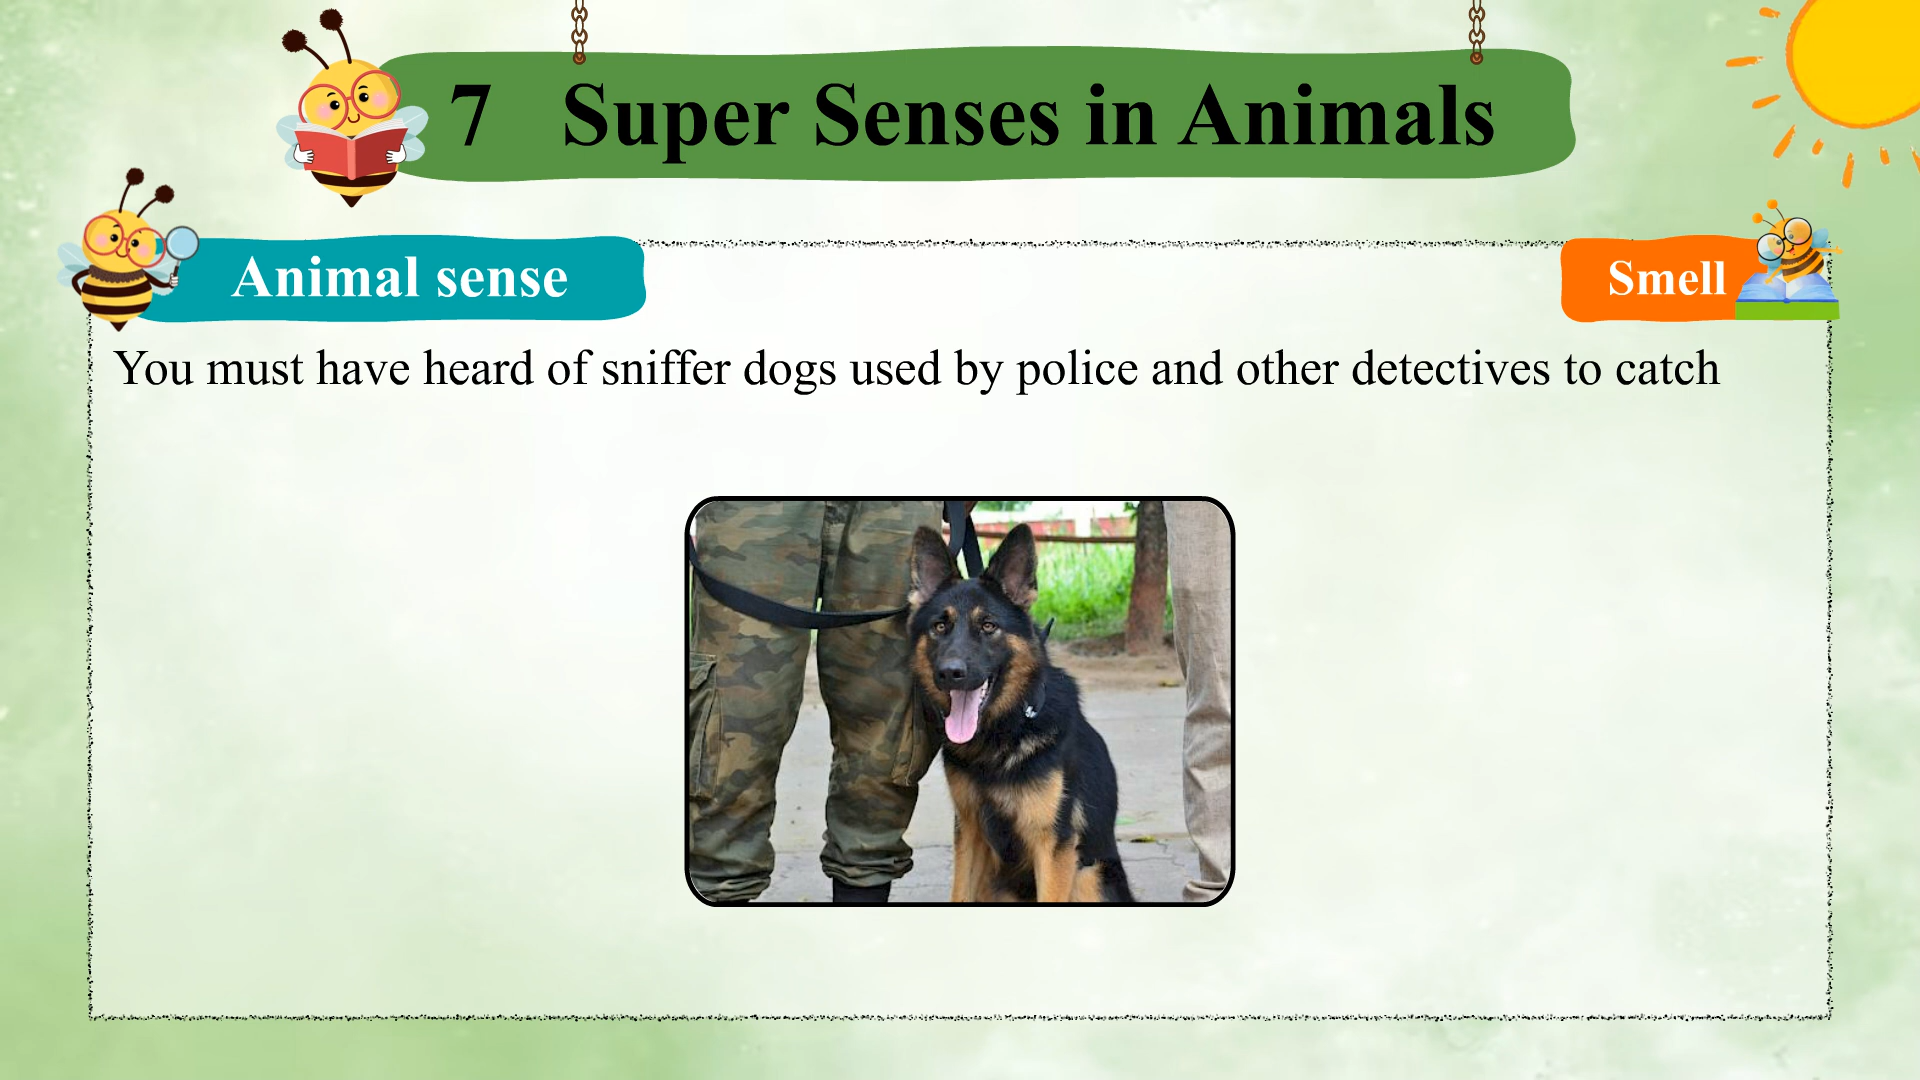 7 Super Senses in Animals
Animal sense
Smell
You must have heard of sniffer dogs used by police and other detectives to catch